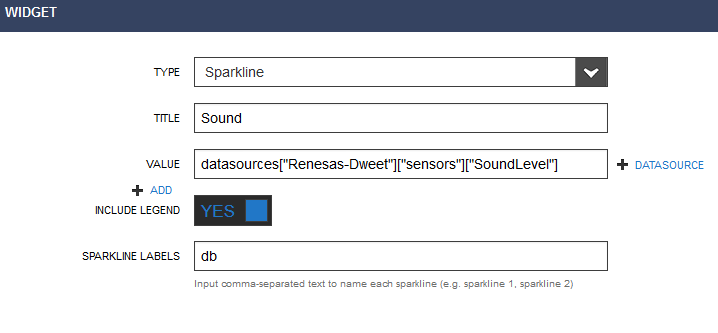 WIDGET
TYPE Sparkline
TITLE Sound
VALUE datasources["Renesas-Dweet"]["sensors"]["SoundLevel"] DATASOURCE
ADD
INCLUDE LEGEND YES
SPARKLINE LABELS db
Input comma-separated text to name each sparkline (e.g. sparkline 1, sparkline 2)